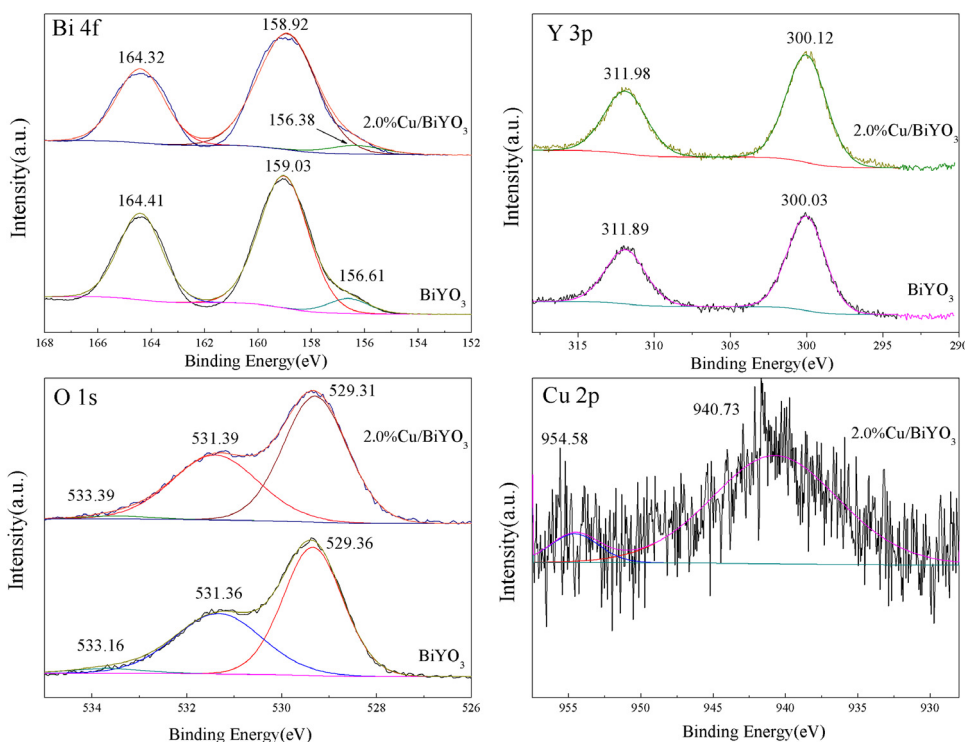 Bi 4f
158.92
164.32
156.38
2.0%Cu/BiYO3
159.03
164.41
156.61
BiYO3
Intensity(a.u.)
168 166 164 162 160 158 156 154 152
Binding Energy(eV)
Y 3p
300.12
311.98
2.0%Cu/BiYO3
300.03
311.89
BiYO3
Intensity(a.u.)
315 310 305 300 295 290
Binding Energy(eV)
O 1s
529.31
531.39
2.0%Cu/BiYO3
533.39
529.36
531.36
533.16
BiYO3
Intensity(a.u.)
534 532 530 528 526
Binding Energy(eV)
Cu 2p
940.73
2.0%Cu/BiYO3
954.58
Intensity(a.u.)
955 950 945 940 935 930
Binding Energy(eV)